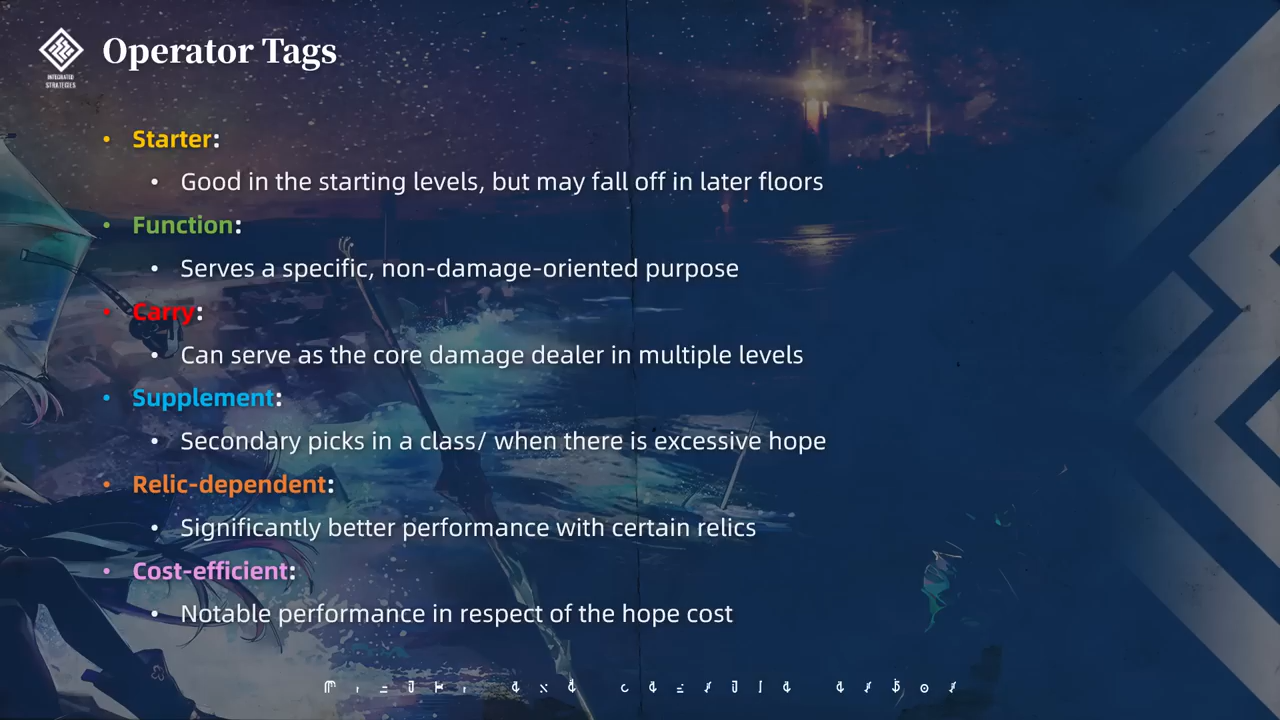 INTEGRATED
STRATEGIES
Operator Tags
• Starter:
• Good in the starting levels, but may fall off in later floors
• Function:
• Serves a specific, non-damage-oriented purpose
• Carry:
• Can serve as the core damage dealer in multiple levels
• Supplement:
• Secondary picks in a class/ when there is excessive hope
• Relic-dependent:
• Significantly better performance with certain relics
• Cost-efficient:
• Notable performance in respect of the hope cost